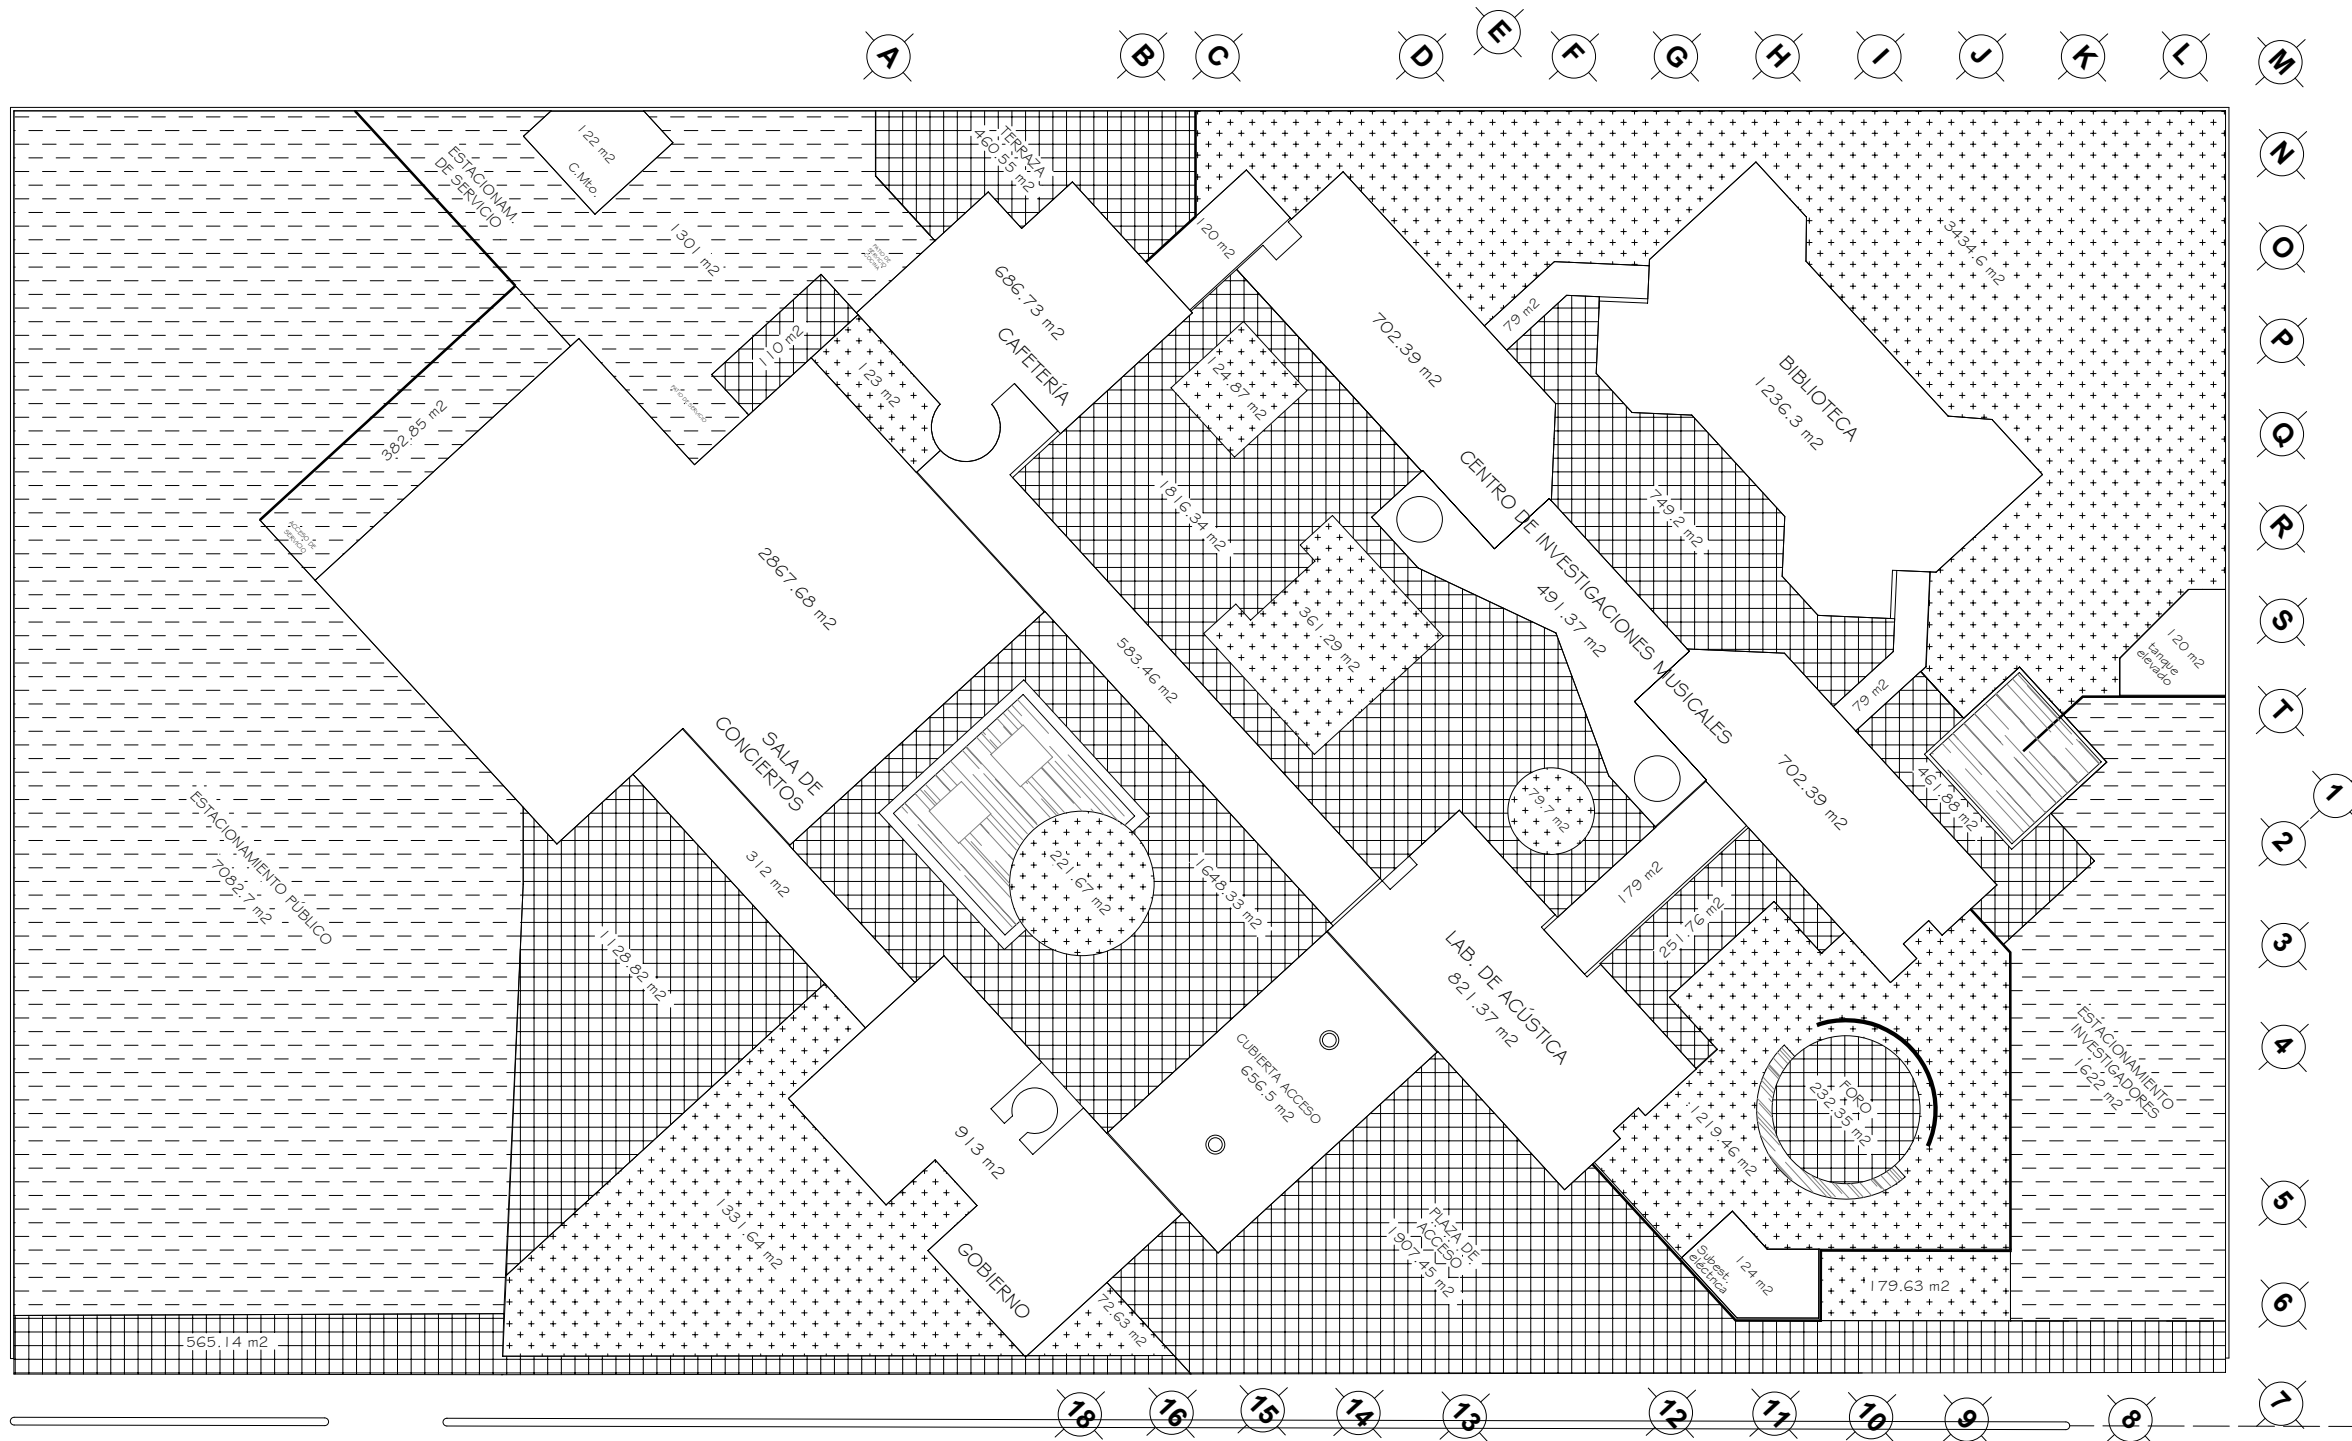 A
B
C
D
E
F
G
H
I
J
K
L
M
N
O
P
Q
R
S
T
1
2
3
4
5
6
7
ESTACIONAM.
DE SERVICIO
122 m2
C.Mto.
1301 m2
TERRAZA
460.55 m2
120 m2
686.73 m2
CAFETERÍA
110 m2
123 m2
PATIO DE SERVICIO
382.85 m2
ACCESO DE
SERVICIO
2867.68 m2
SALA DE
CONCIERTOS
124.87 m2
702.39 m2
79 m2
3434.6 m2
BIBLIOTECA
1236.3 m2
1816.34 m2
749.2 m2
CENTRO DE INVESTIGACIONES MUSICALES
491.37 m2
361.29 m2
583.46 m2
120 m2
tanque
elevado
79 m2
702.39 m2
461.88 m2
79.7 m2
179 m2
251.76 m2
ESTACIONAMIENTO PÚBLICO
7082.7 m2
312 m2
1128.82 m2
221.67 m2
1648.33 m2
LAB. DE ACÚSTICA
821.37 m2
CUBIERTA ACCESO
656.5 m2
ESTACIONAMIENTO
INVESTIGADORES
1622 m2
FORO
232.35 m2
1219.46 m2
913 m2
GOBIERNO
1331.64 m2
PLAZA DE
ACCESO
1907.45 m2
Subest.
eléctrica
124 m2
179.63 m2
72.63 m2
565.14 m2
18
16
15
14
13
12
11
10
9
8